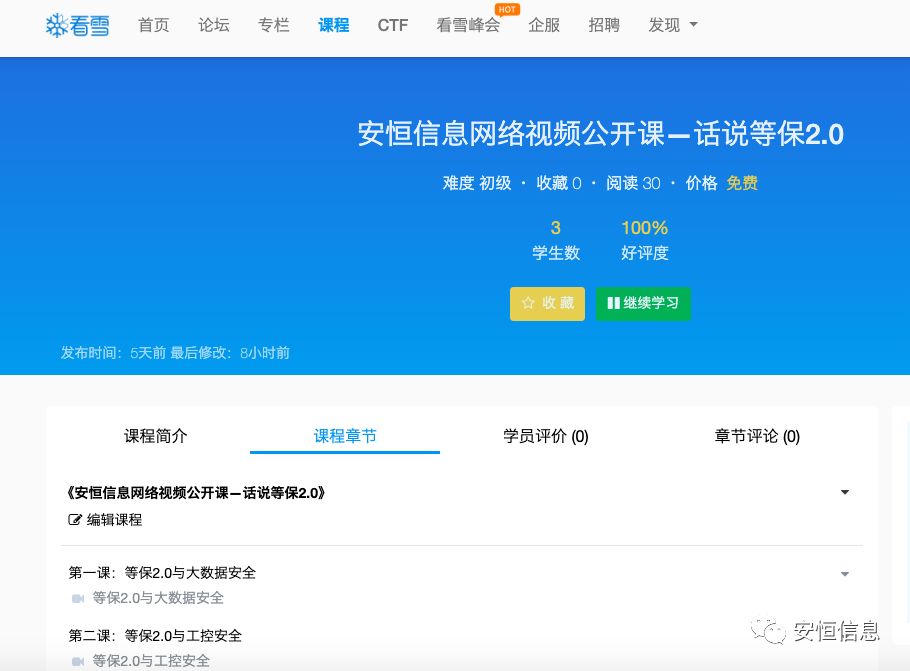 看雪 首页 论坛 专栏 课程 CTF 看雪峰会 HOT 企服 招聘 发现
安恒信息网络视频公开课—话说等保2.0
难度 初级 · 收藏 0 · 阅读 30 · 价格 免费
3 100%
学生数 好评度
收 藏 继续学习
发布时间：5天前 最后修改：8小时前
课程简介 课程章节 学员评价 (0) 章节评论 (0)
《安恒信息网络视频公开课—话说等保2.0》
编辑课程
第一课：等保2.0与大数据安全
等保2.0与大数据安全
第二课：等保2.0与工控安全
等保2.0与工控安全
安恒信息